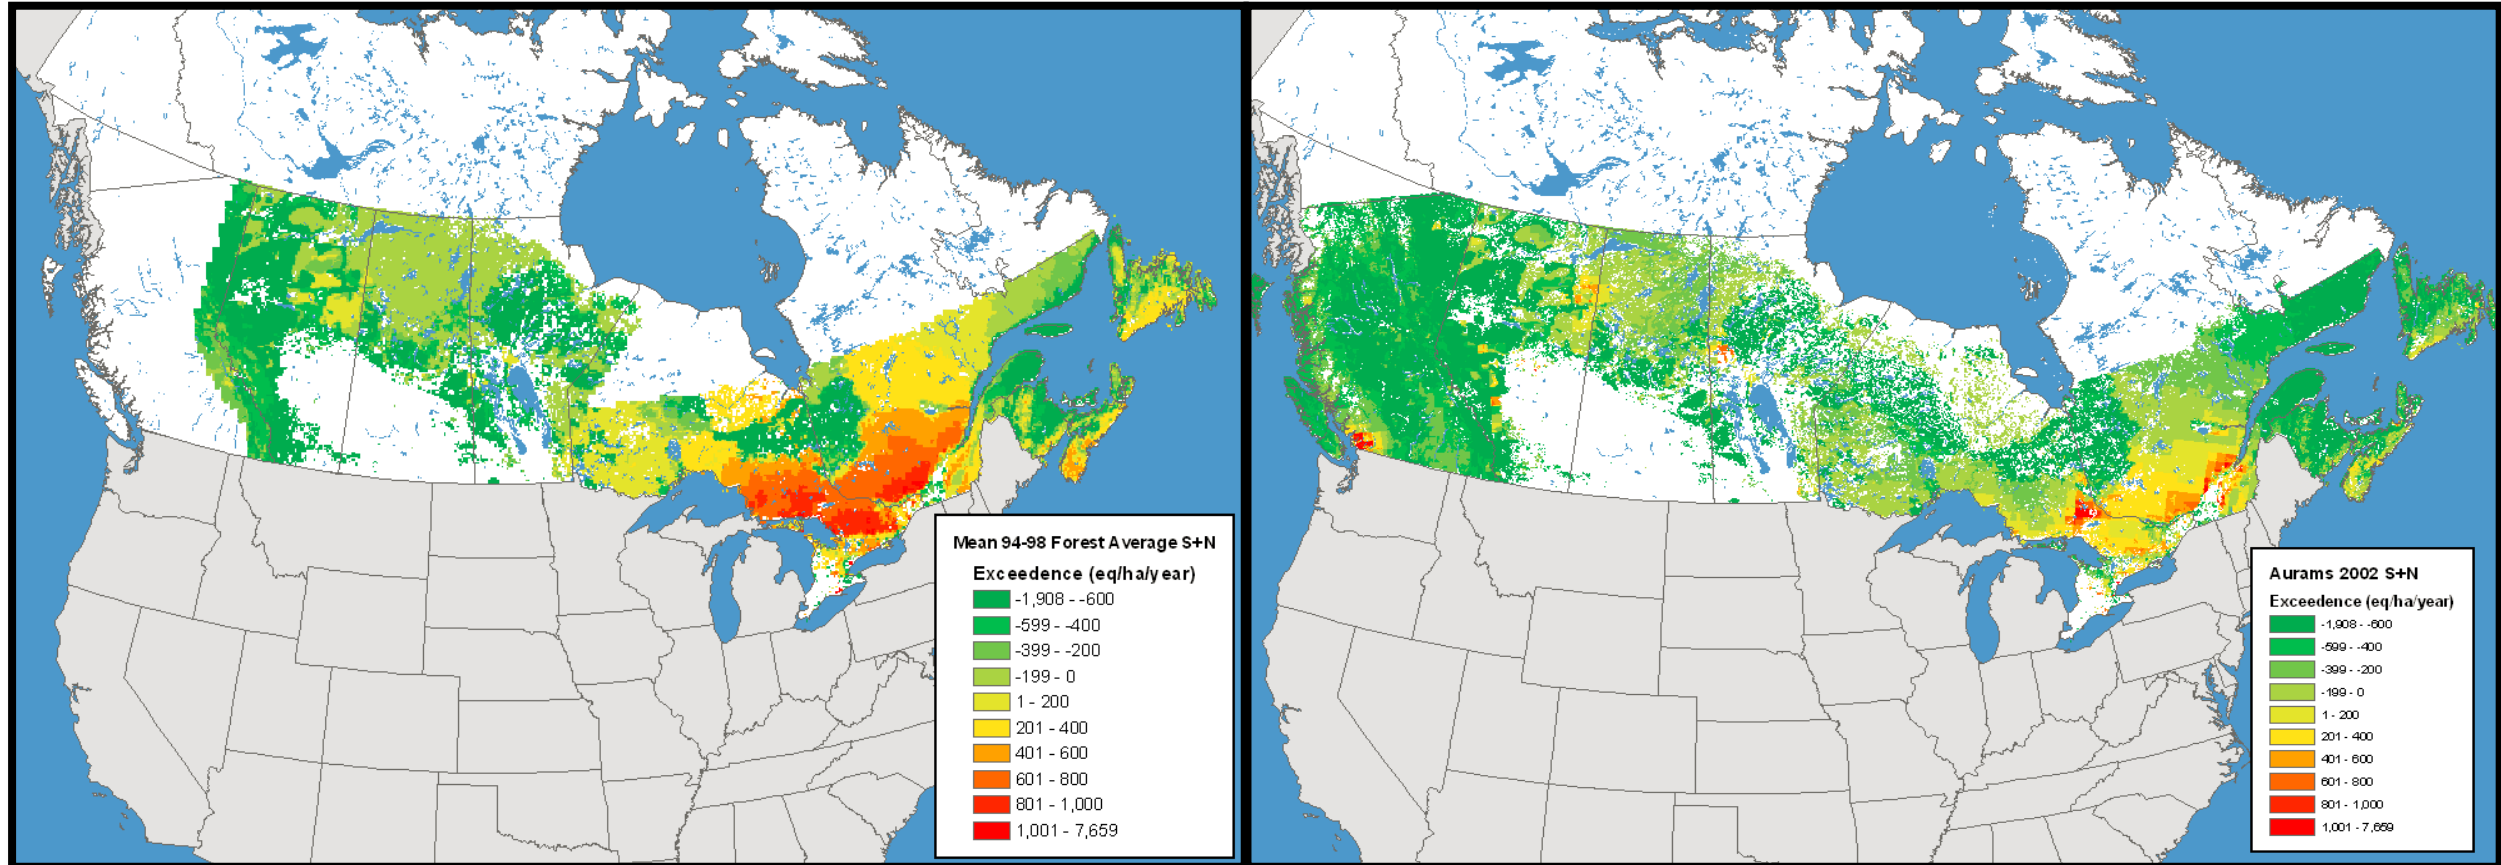 Mean 94-98 Forest Average S+N
Exceedence (eq/ha/year)
-1,908 - -600
-599 - -400
-399 - -200
-199 - 0
1 - 200
201 - 400
401 - 600
601 - 800
801 - 1,000
1,001 - 7,659
Aurams 2002 S+N
Exceedence (eq/ha/year)
-1,908 - -600
-599 - -400
-399 - -200
-199 - 0
1 - 200
201 - 400
401 - 600
601 - 800
801 - 1,000
1,001 - 7,659